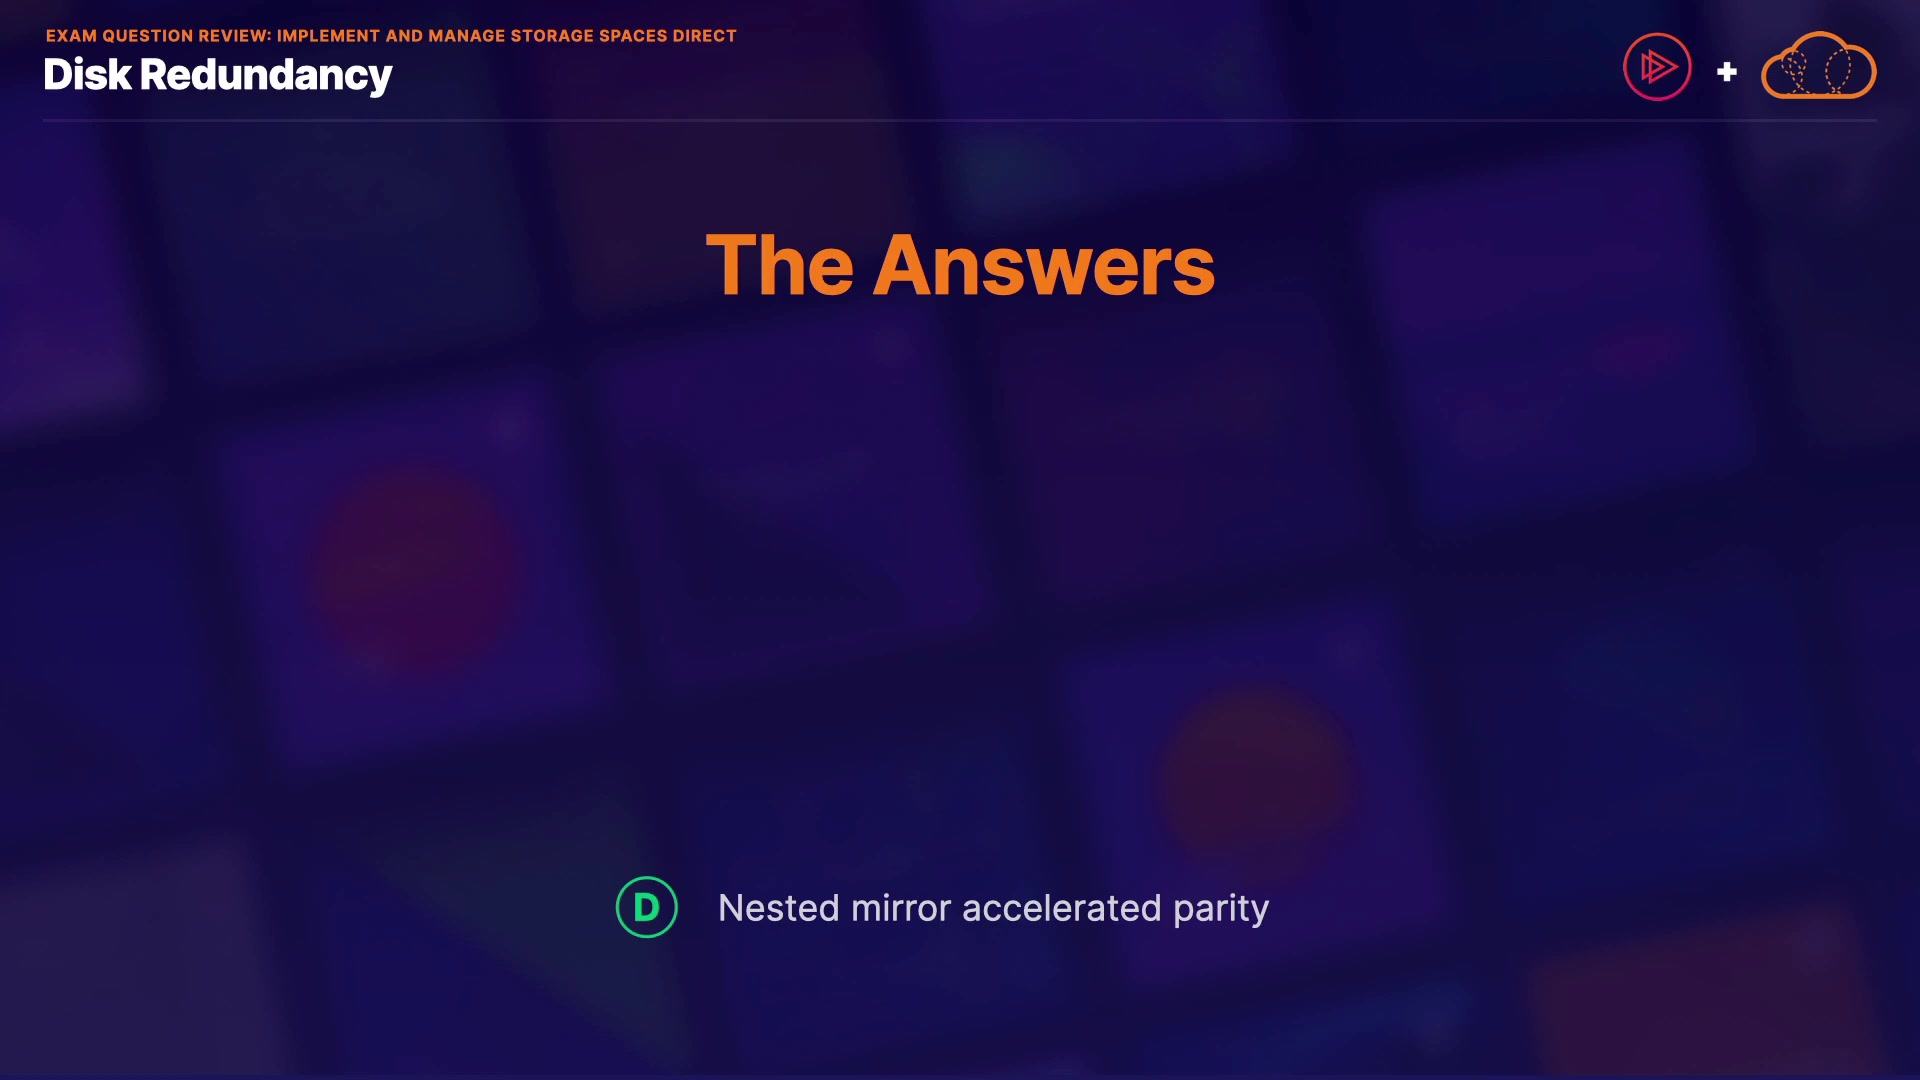 EXAM QUESTION REVIEW: IMPLEMENT AND MANAGE STORAGE SPACES DIRECT
Disk Redundancy
+
The Answers
D Nested mirror accelerated parity